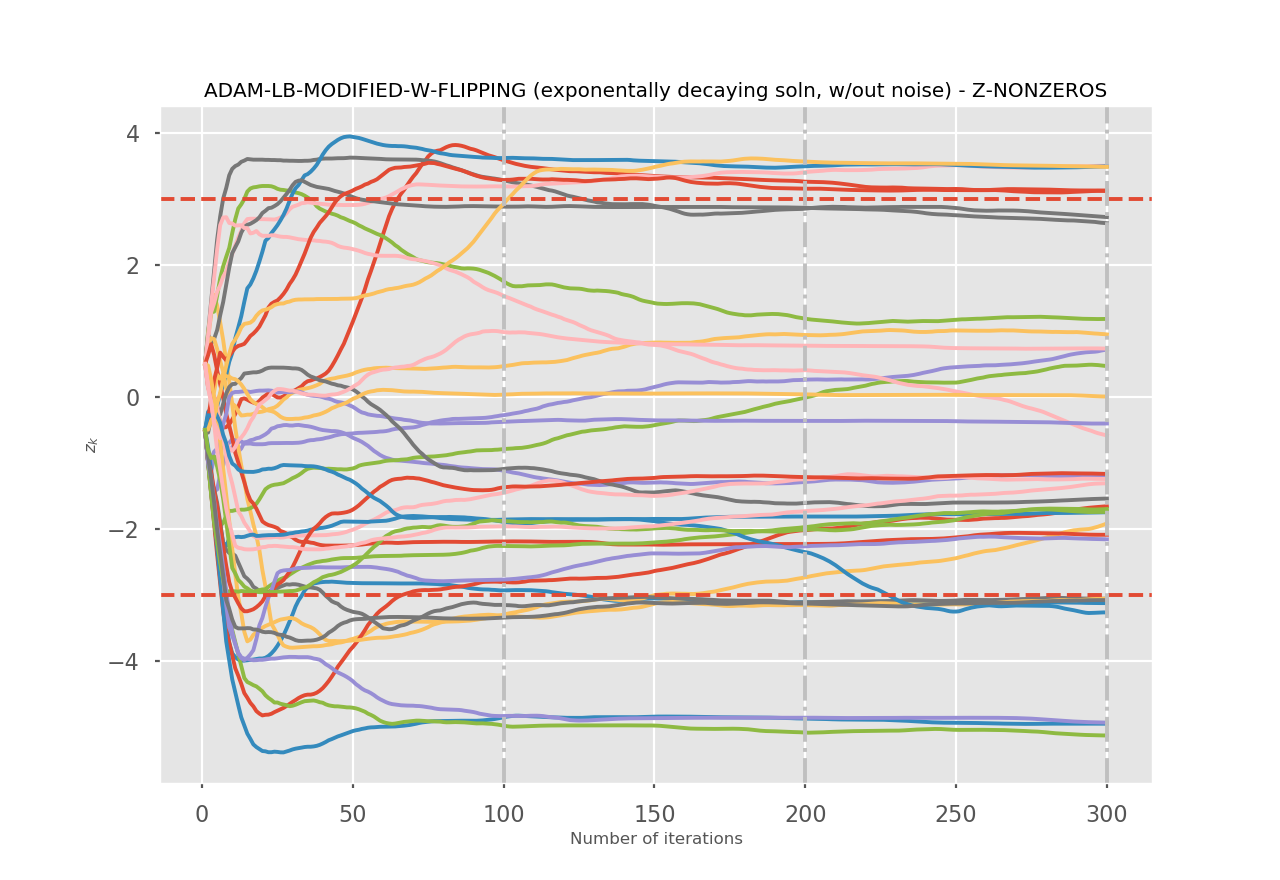 ADAM-LB-MODIFIED-W-FLIPPING (exponentially decaying soln, w/out noise) - Z-NONZEROS
4
2
0
−2
−4
z_k
0 50 100 150 200 250 300
Number of iterations